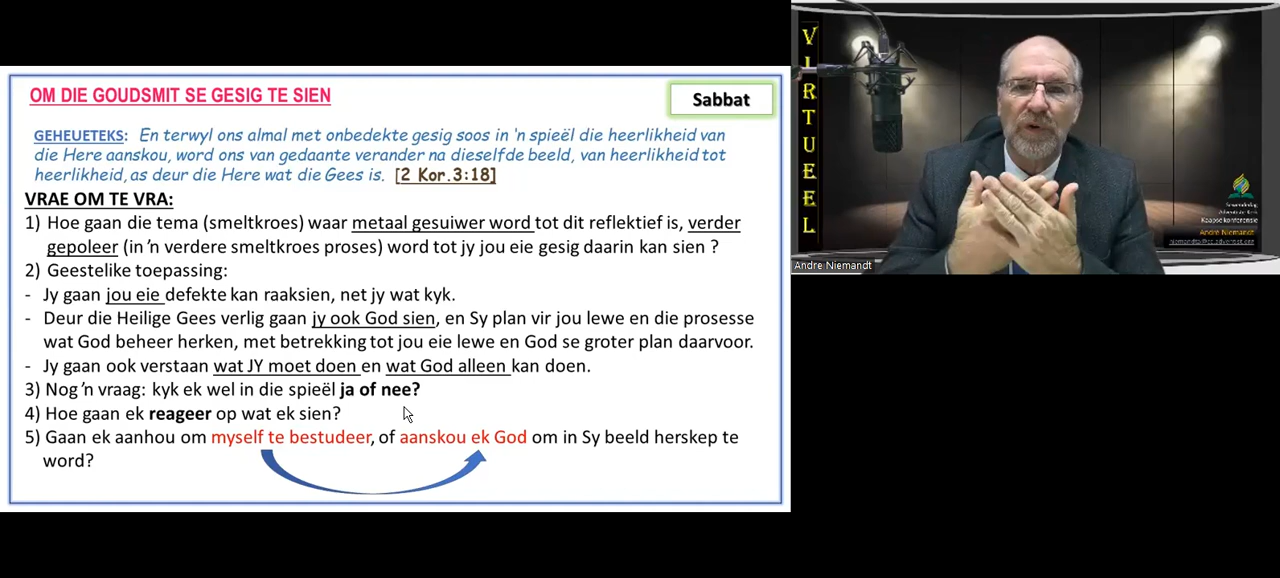 OM DIE GOUDSMIT SE GESIG TE SIEN
Sabbat
GEHEUETEKS: En terwyl ons almal met onbedekte gesig soos in 'n spieël die heerlikheid van
die Here aanskou, word ons van gedaante verander na dieselfde beeld, van heerlikheid tot
heerlikheid, as deur die Here wat die Gees is. [2 Kor.3:18]
VRAE OM TE VRA:
1) Hoe gaan die tema (smeltkroes) waar metaal gesuiwer word tot dit reflektief is, verder
gepoleer (in 'n verdere smeltkroes proses) word tot jy jou eie gesig daarin kan sien ?
2) Geestelike toepassing:
- Jy gaan jou eie defekte kan raaksien, net jy wat kyk.
- Deur die Heilige Gees verlig gaan jy ook God sien, en Sy plan vir jou lewe en die prosesse
wat God beheer herken, met betrekking tot jou eie lewe en God se groter plan daarvoor.
- Jy gaan ook verstaan wat JY moet doen en wat God alleen kan doen.
3) Nog 'n vraag: kyk ek wel in die spieël ja of nee?
4) Hoe gaan ek reageer op wat ek sien?
5) Gaan ek aanhou om myself te bestudeer, of aanskou ek God om in Sy beeld herskep te
word?
VIRTUEEL
Sewendedag
Adventiste Kerk
Kaapse konferensie
Andre Niemandt
Andre Niemandt